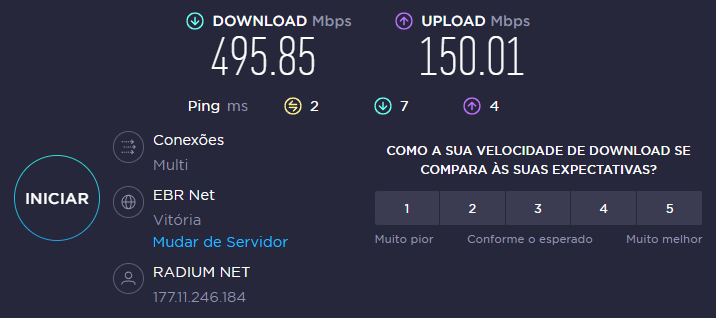 DOWNLOAD Mbps
495.85
UPLOAD Mbps
150.01
Ping ms 2 7 4
Conexões
Multi
EBR Net
Vitória
Mudar de Servidor
RADIUM NET
177.11.246.184
INICIAR
COMO A SUA VELOCIDADE DE DOWNLOAD SE
COMPARA ÀS SUAS EXPECTATIVAS?
1 2 3 4 5
Muito pior Conforme o esperado Muito melhor